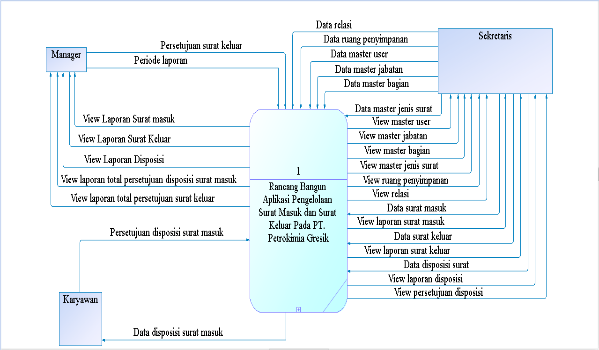 Data relasi
Persetujuan surat keluar
Data ruang penyimpanan
Sekretaris
Manager
Periode laporan
Data master user
Data master jabatan
Data master bagian
Data master jenis surat
View Laporan Surat masuk
View master user
View Laporan Surat Keluar
View master jabatan
View master bagian
View Laporan Disposisi
View master jenis surat
View laporan total persetujuan disposisi surat masuk
View ruang penyimpanan
View laporan total persetujuan surat keluar
View relasi
1
Rancang Bangun
Aplikasi Pengelolaan
Surat Masuk dan Surat
Keluar Pada PT.
Petrokimia Gresik
Data surat masuk
View laporan surat masuk
Persetujuan disposisi surat masuk
Data surat keluar
View laporan surat keluar
Data disposisi surat
View laporan disposisi
View persetujuan disposisi
Karyawan
Data disposisi surat masuk